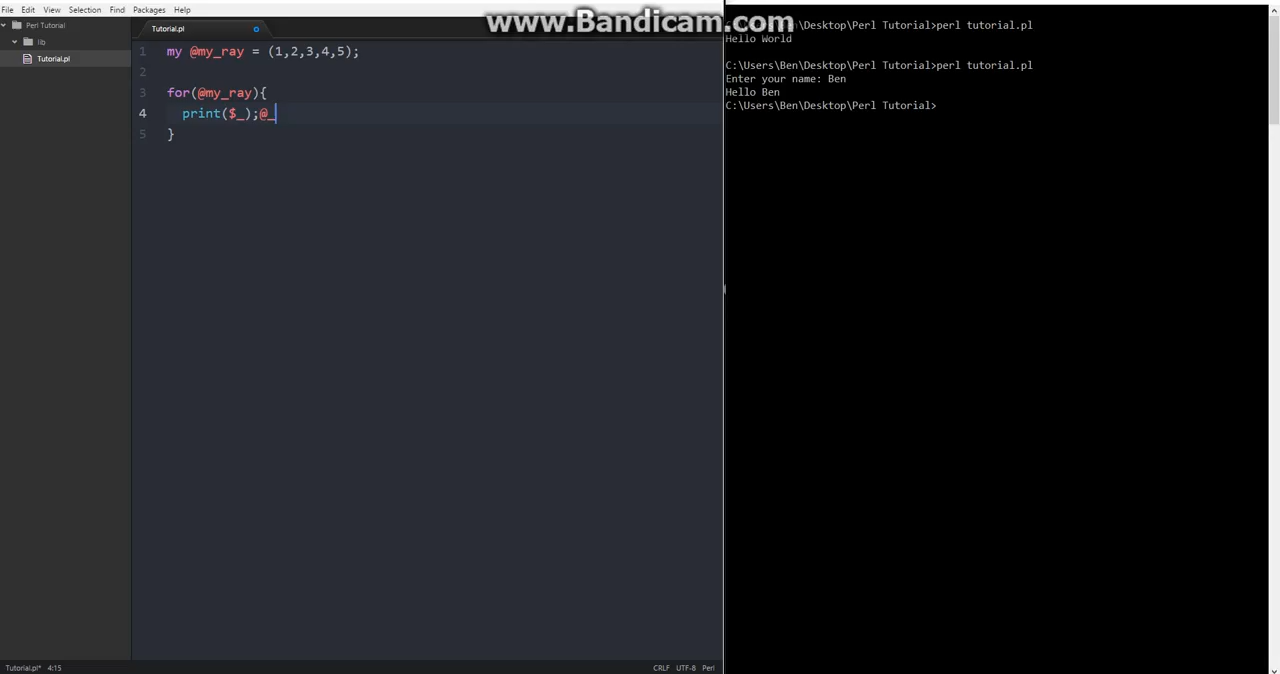 www.Bandicam.com
File Edit View Selection Find Packages Help
Perl Tutorial
lib
Tutorial.pl
Tutorial.pl
1 my @my_ray = (1,2,3,4,5);
2
3 for(@my_ray){
4 print($_);@_
5 }
C:\Users\Ben\Desktop\Perl Tutorial>perl tutorial.pl
Hello World
C:\Users\Ben\Desktop\Perl Tutorial>perl tutorial.pl
Enter your name: Ben
Hello Ben
C:\Users\Ben\Desktop\Perl Tutorial>
Tutorial.pl* 4:15
CRLF UTF-8 Perl